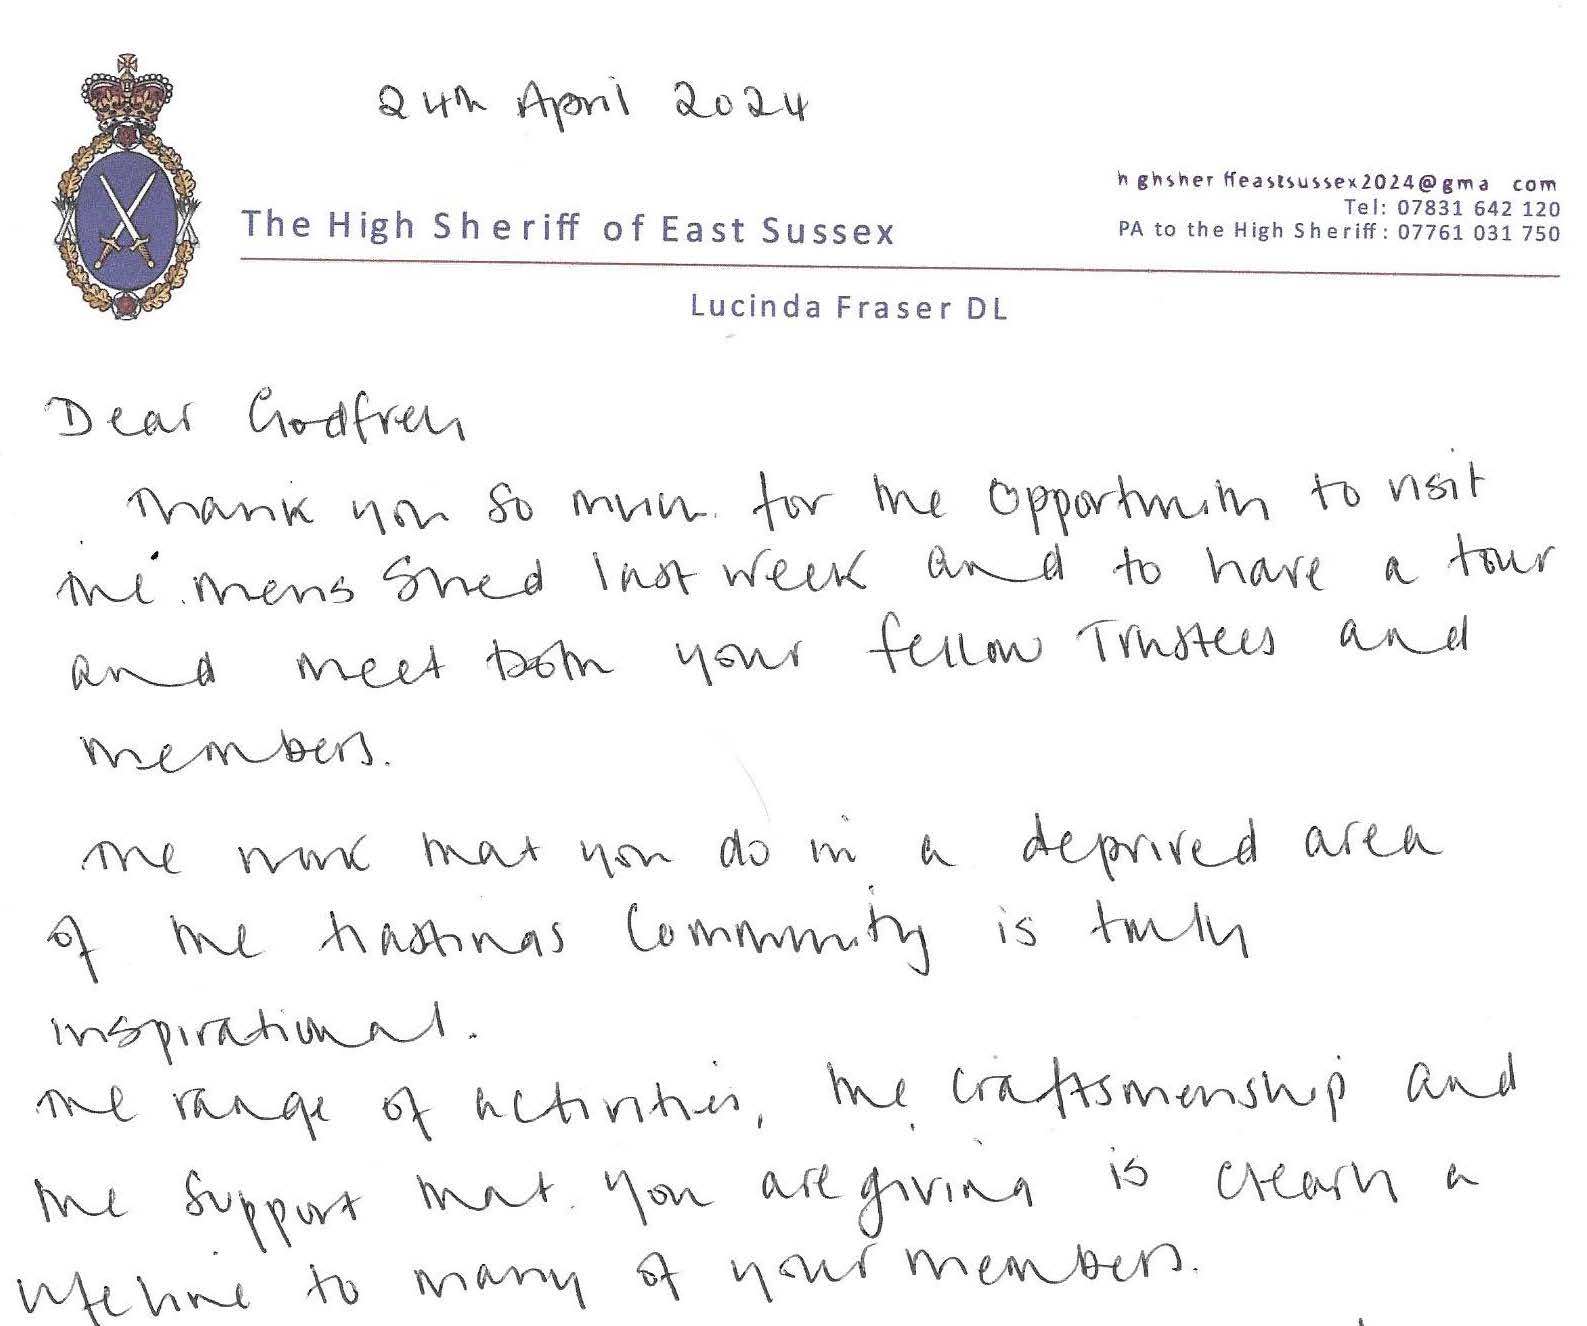 24th April 2024
h ghsher ffeastsussex2024@gma com
Tel: 07831 642 120
The High Sheriff of East Sussex
PA to the High Sheriff: 07761 031 750
Lucinda Fraser DL
Dear Godfrey
Thank you so much for the opportunity to visit
the mens Shed last week and to have a tour
and meet both your fellow Trustees and
members.
The work that you do in a deprived area
of the Hastings Community is truly
inspirational.
The range of activities, the craftsmenship and
the support that you are giving is clearly a
lifeline to many of your members.